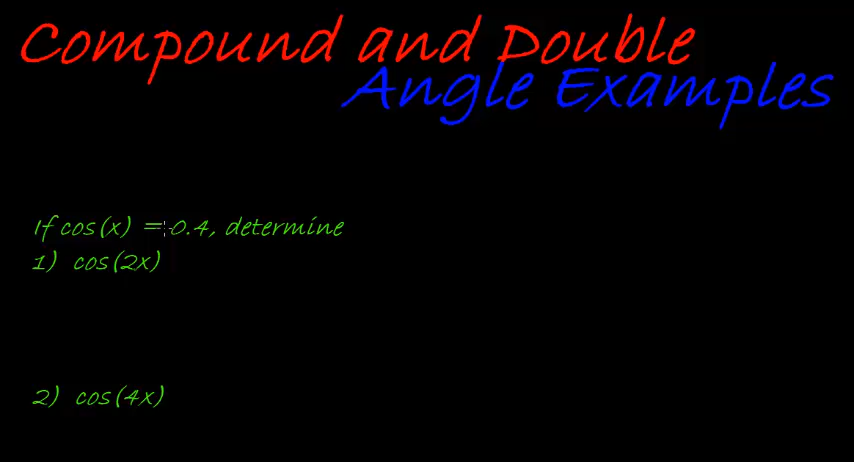 Compound and Double
Angle Examples
If cos(x) = -0.4, determine
1) cos(2x)
2) cos(4x)